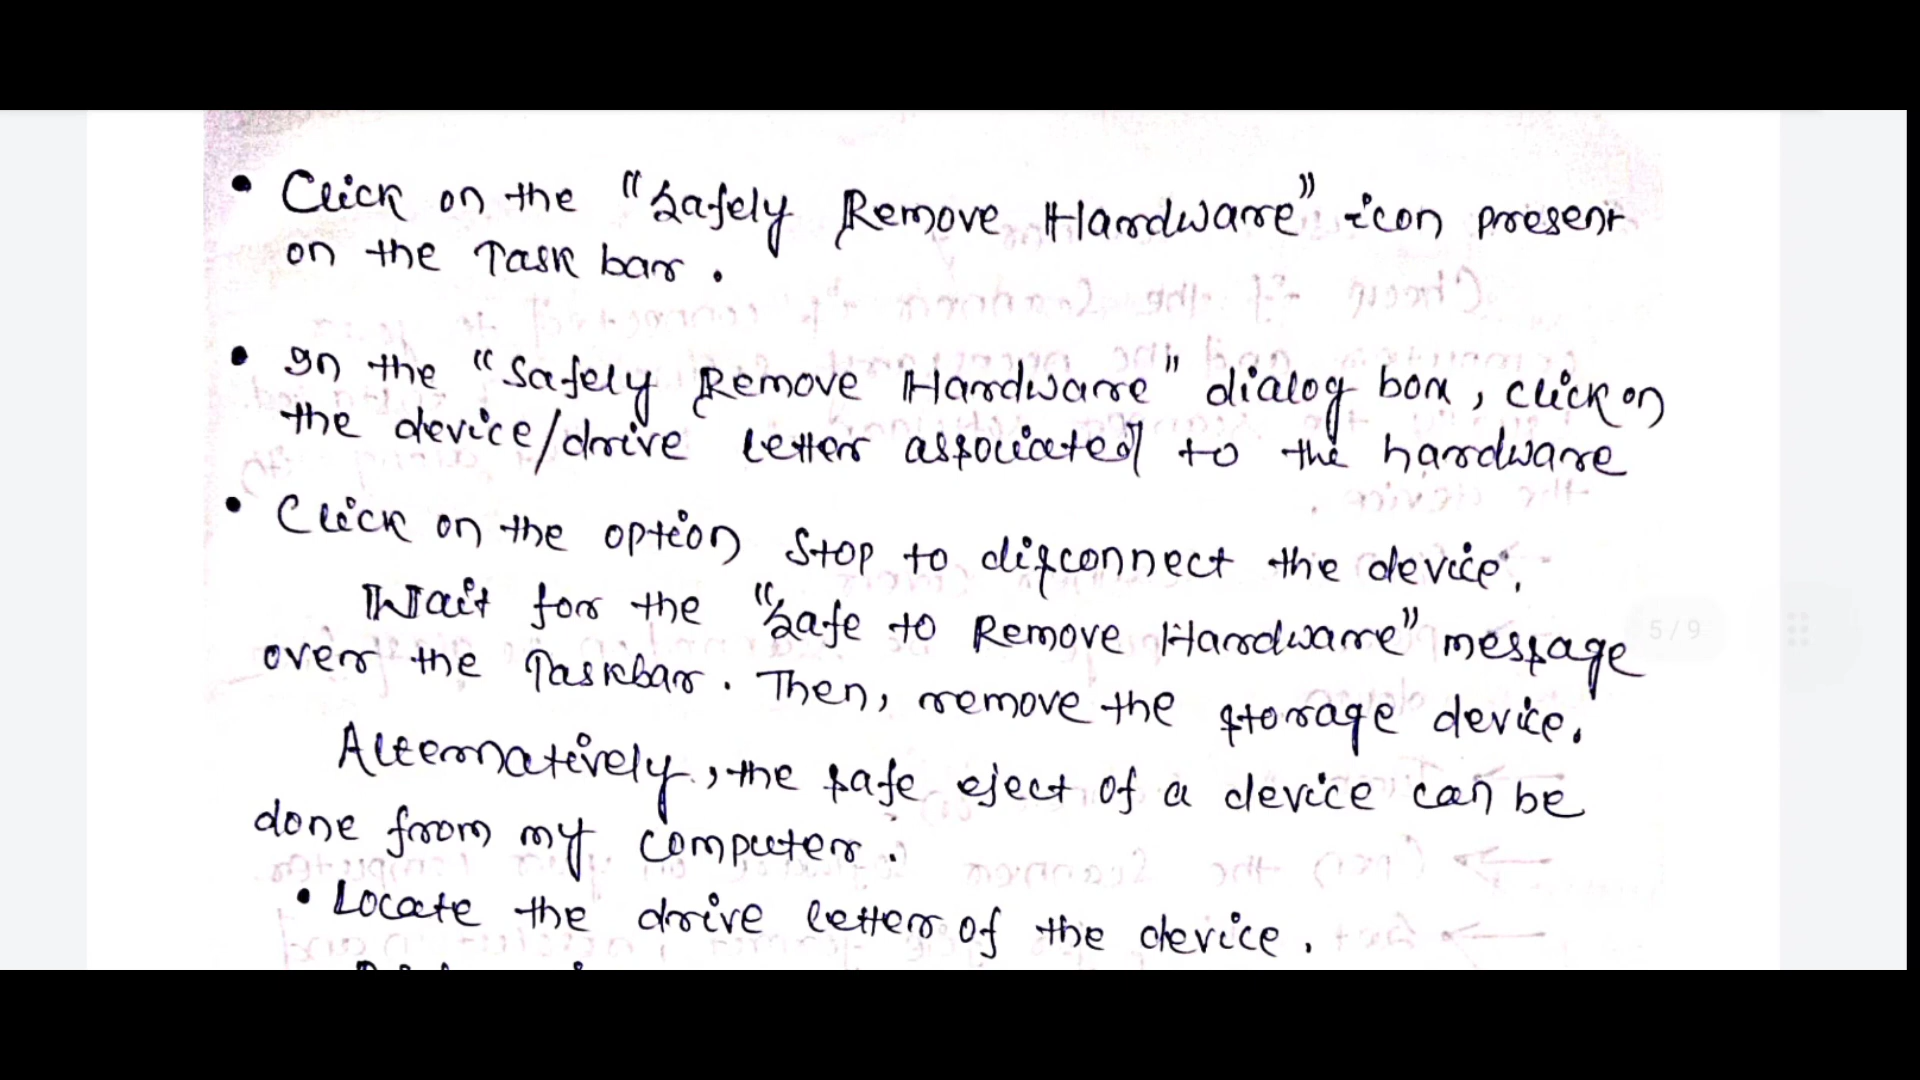 • Click on the "Safely Remove Hardware" icon present
on the Task bar.
• In the "Safely Remove Hardware" dialog box, click on
the device/drive letter associated to the hardware
• Click on the option Stop to disconnect the device.
Wait for the "Safe to Remove Hardware" message
over the Taskbar. Then, remove the storage device.
Alternatively, the safe eject of a device can be
done from my computer.
• Locate the drive letter of the device.
5/9